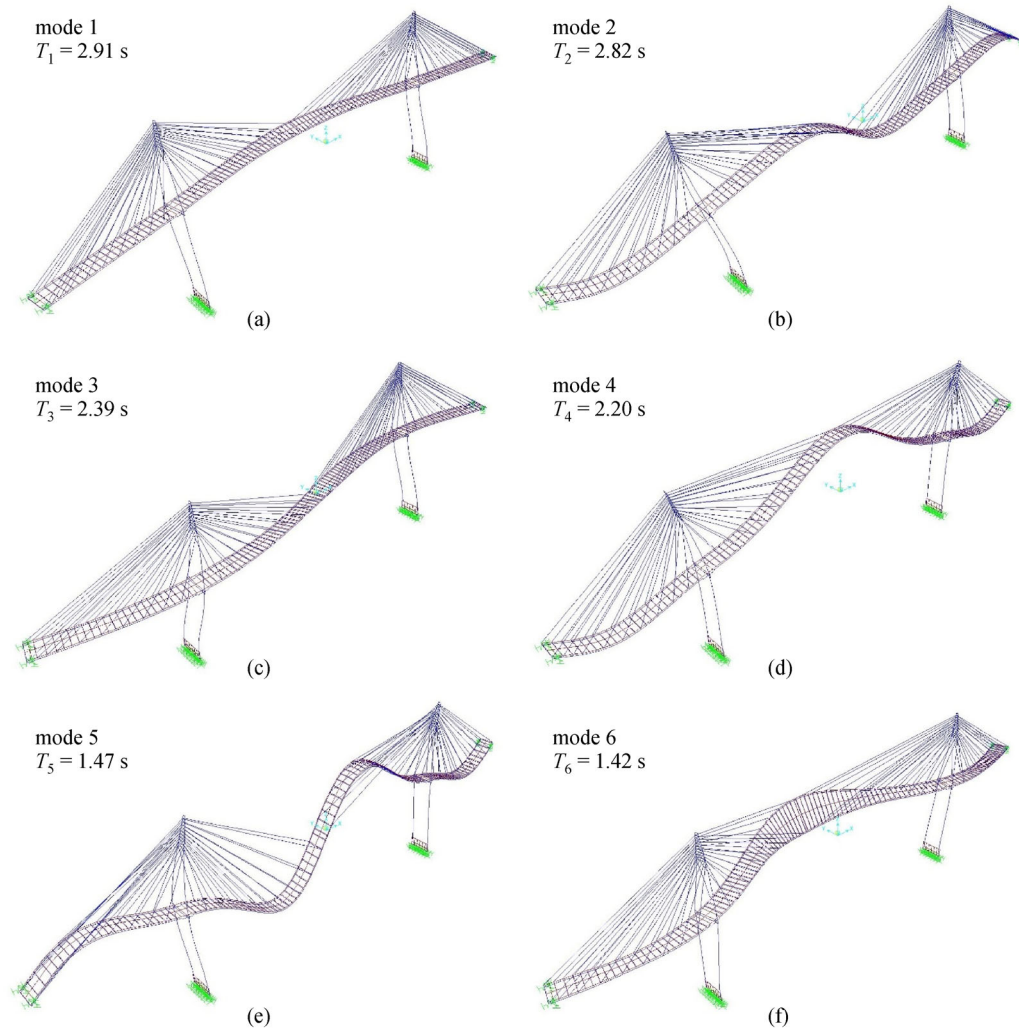 mode 1
T₁ = 2.91 s
(a)
mode 2
T₂ = 2.82 s
(b)
mode 3
T₃ = 2.39 s
(c)
mode 4
T₄ = 2.20 s
(d)
mode 5
T₅ = 1.47 s
(e)
mode 6
T₆ = 1.42 s
(f)